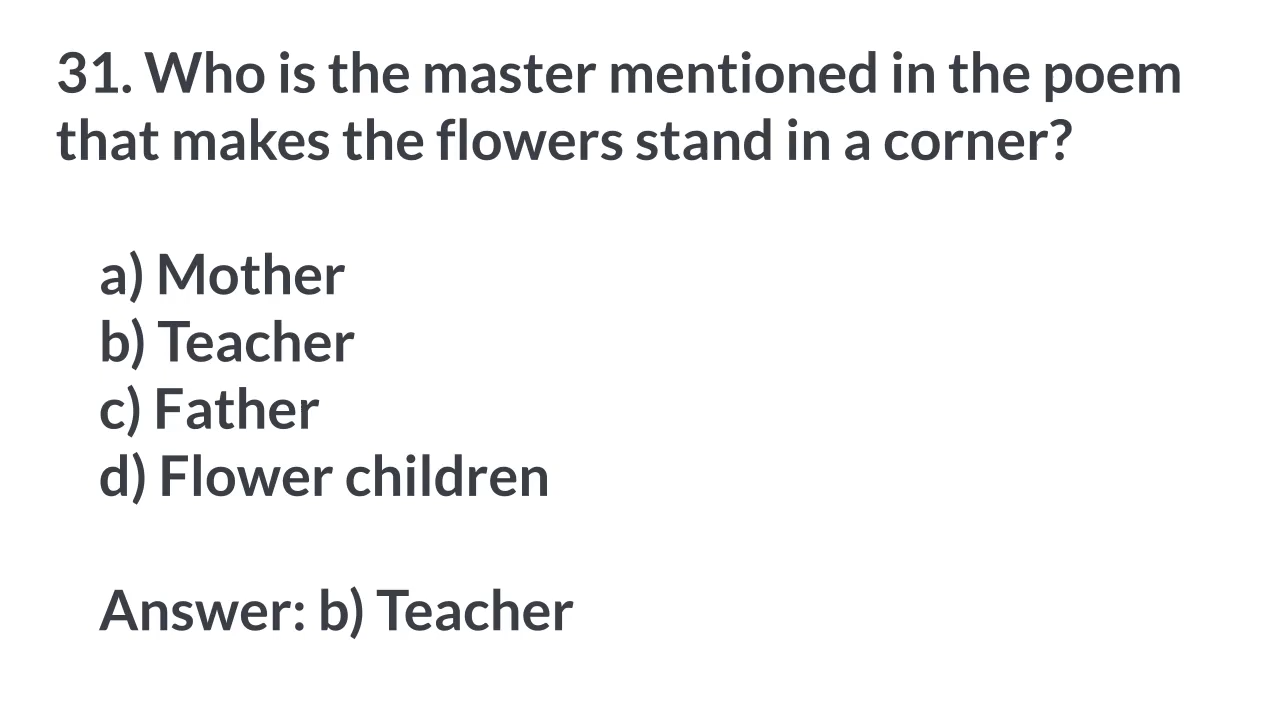 31. Who is the master mentioned in the poem
that makes the flowers stand in a corner?
a) Mother
b) Teacher
c) Father
d) Flower children
Answer: b) Teacher